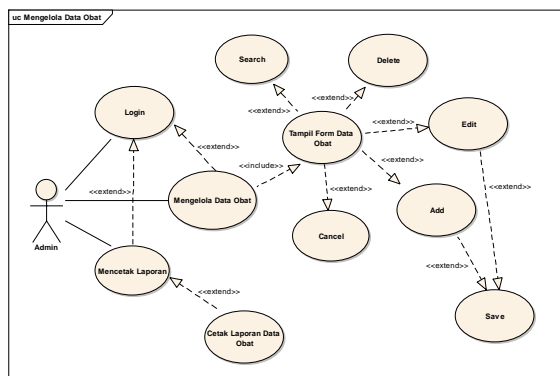 uc Mengelola Data Obat
Search
Delete
<<extend>>
<<extend>>
Login
Tampil Form Data
Obat
<<extend>>
Edit
<<extend>>
<<include>>
<<extend>>
<<extend>>
Mengelola Data Obat
<<extend>>
Add
Admin
Cancel
Mencetak Laporan
<<extend>>
<<extend>>
<<extend>>
Save
Cetak Laporan Data
Obat